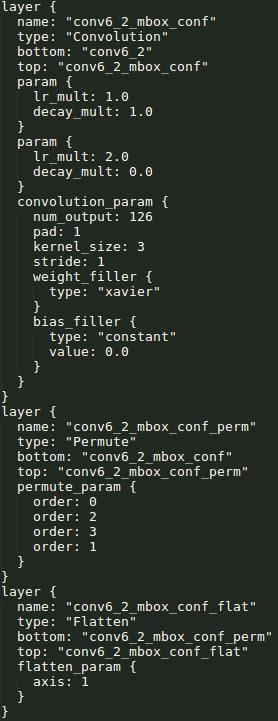 layer {
  name: "conv6_2_mbox_conf"
  type: "Convolution"
  bottom: "conv6_2"
  top: "conv6_2_mbox_conf"
  param {
    lr_mult: 1.0
    decay_mult: 1.0
  }
  param {
    lr_mult: 2.0
    decay_mult: 0.0
  }
  convolution_param {
    num_output: 126
    pad: 1
    kernel_size: 3
    stride: 1
    weight_filler {
      type: "xavier"
    }
    bias_filler {
      type: "constant"
      value: 0.0
    }
  }
}
layer {
  name: "conv6_2_mbox_conf_perm"
  type: "Permute"
  bottom: "conv6_2_mbox_conf"
  top: "conv6_2_mbox_conf_perm"
  permute_param {
    order: 0
    order: 2
    order: 3
    order: 1
  }
}
layer {
  name: "conv6_2_mbox_conf_flat"
  type: "Flatten"
  bottom: "conv6_2_mbox_conf_perm"
  top: "conv6_2_mbox_conf_flat"
  flatten_param {
    axis: 1
  }
}